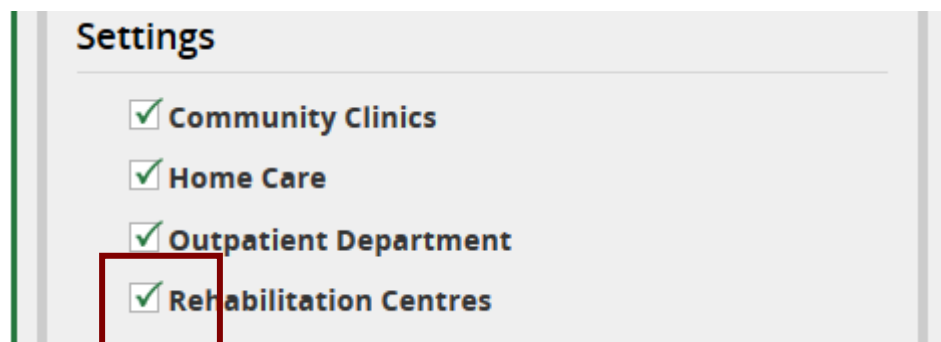 Settings
Community Clinics
Home Care
Outpatient Department
Rehabilitation Centres